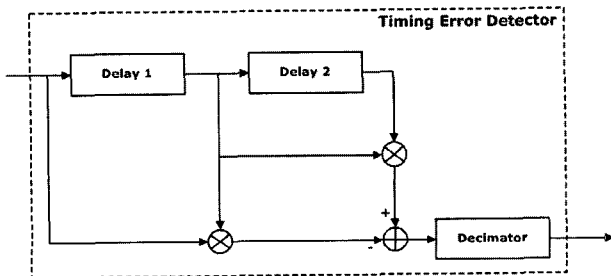 Timing Error Detector
Delay 1
Delay 2
+
-
Decimator